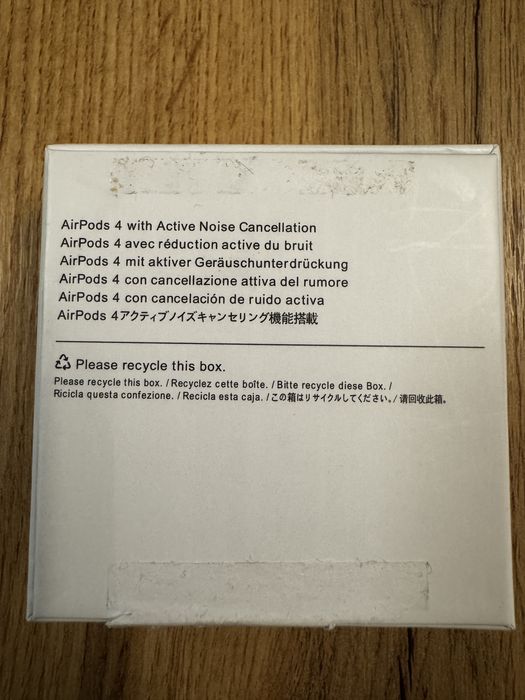 AirPods 4 with Active Noise Cancellation
AirPods 4 avec réduction active du bruit
AirPods 4 mit aktiver Geräuschunterdrückung
AirPods 4 con cancellazione attiva del rumore
AirPods 4 con cancelación de ruido activa
AirPods 4アクティブノイズキャンセリング機能搭載
Please recycle this box.
Please recycle this box. / Recyclez cette boîte. / Bitte recycle diese Box. /
Ricicla questa confezione. / Recicla esta caja. / この箱はリサイクルしてください。/ 请回收此箱。